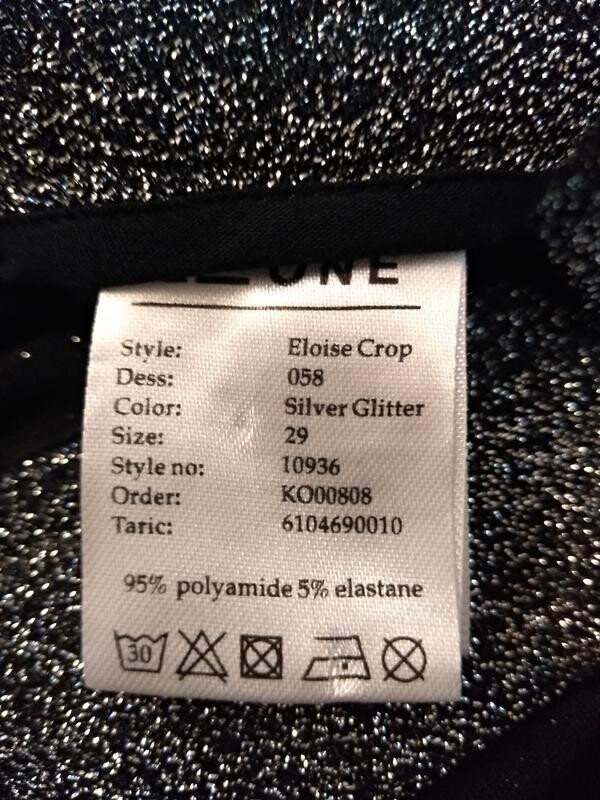 ONE
Style: Eloise Crop
Dess: 058
Color: Silver Glitter
Size: 29
Style no: 10936
Order: KO00808
Taric: 6104690010
95% polyamide 5% elastane
30